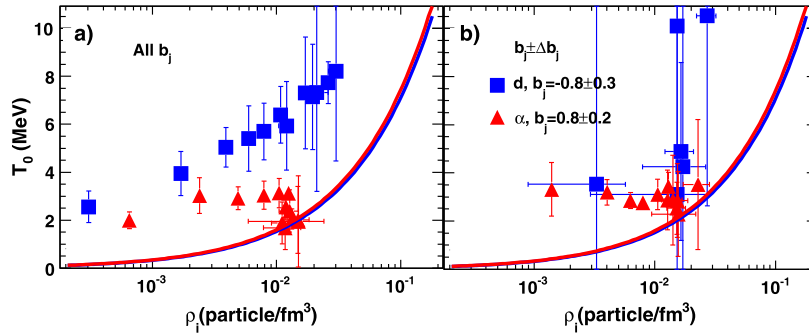 a)
All bⱼ
b)
bⱼ±Δbⱼ
d, bⱼ=-0.8±0.3
α, bⱼ=0.8±0.2
T₀ (MeV)
10
8
6
4
2
0
10⁻³
10⁻²
10⁻¹
10⁻³
10⁻²
10⁻¹
ρᵢ(particle/fm³)
ρᵢ(particle/fm³)